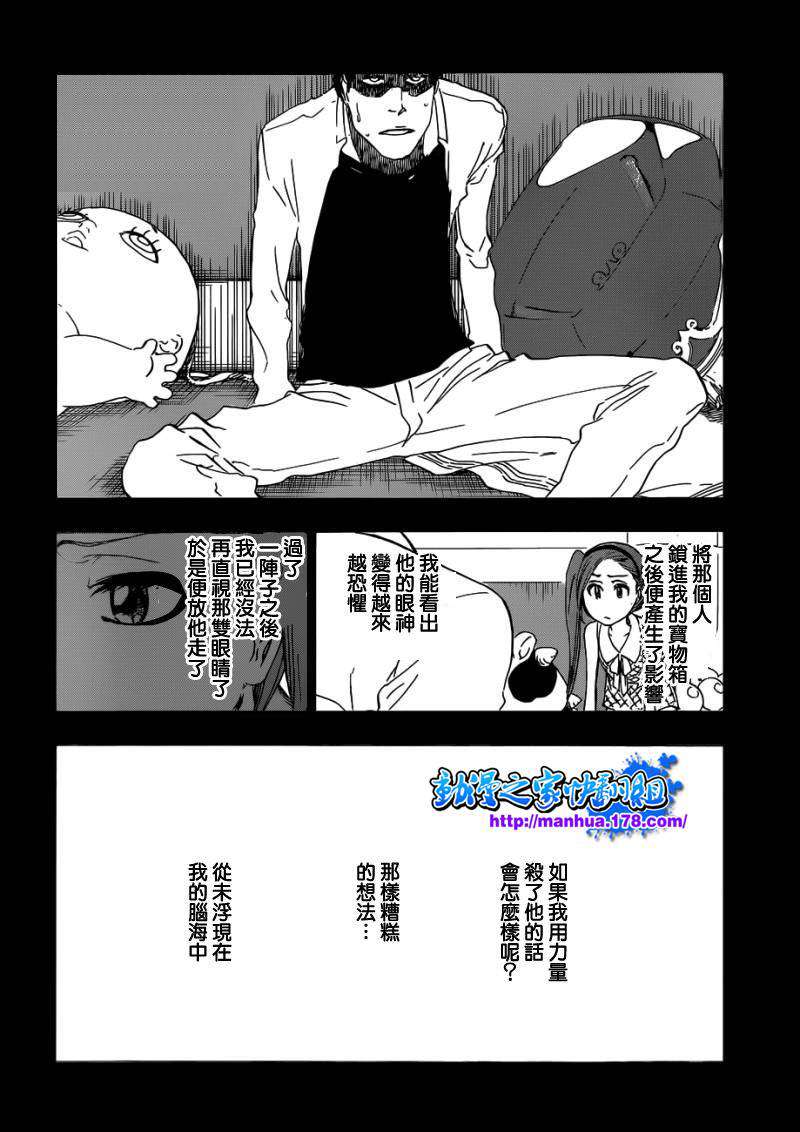 將那個人
鎖進我的寶物箱
之後便產生了影響
我能看出
他的眼神
變得越來
越恐懼
過了
一陣子之後
我已經沒法
再直視那雙眼睛了
於是便放他走了
動漫之家快翻組
http://manhua.178.com/
如果我用力量
殺了他的話
會怎麼樣呢?
那樣糟糕
的想法…
從未浮現在
我的腦海中